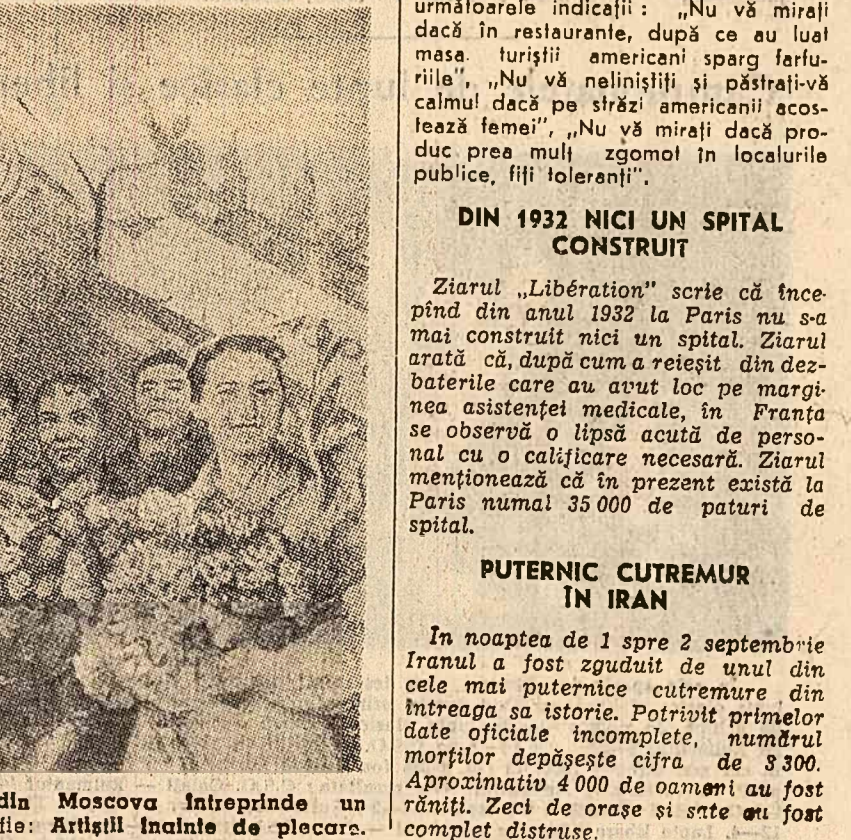 din Moscova întreprinde un
fie: Artiștii înainte de plecare.
următoarele indicații : „Nu vă mirați
dacă în restaurante, după ce au luat
masa. turiștii americani sparg farfu-
riile”, „Nu vă neliniștiți și păstrați-vă
calmul dacă pe străzi americanii acos-
tează femei”, „Nu vă mirați dacă pro-
duc prea mult zgomot în localurile
publice, fiți toleranți”.
DIN 1932 NICI UN SPITAL
CONSTRUIT
Ziarul „Libération” scrie că înce-
pînd din anul 1932 la Paris nu s-a
mai construit nici un spital. Ziarul
arată că, după cum a reieșit din dez-
baterile care au avut loc pe margi-
nea asistenței medicale, în Franța
se observă o lipsă acută de perso-
nal cu o calificare necesară. Ziarul
menționează că în prezent există la
Paris numai 35 000 de paturi de
spital.
PUTERNIC CUTREMUR
ÎN IRAN
În noaptea de 1 spre 2 septembrie
Iranul a fost zguduit de unul din
cele mai puternice cutremure din
întreaga sa istorie. Potrivit primelor
date oficiale incomplete, numărul
morților depășește cifra de 3 300.
Aproximativ 4 000 de oameni au fost
răniți. Zeci de orașe și sate au fost
complet distruse.